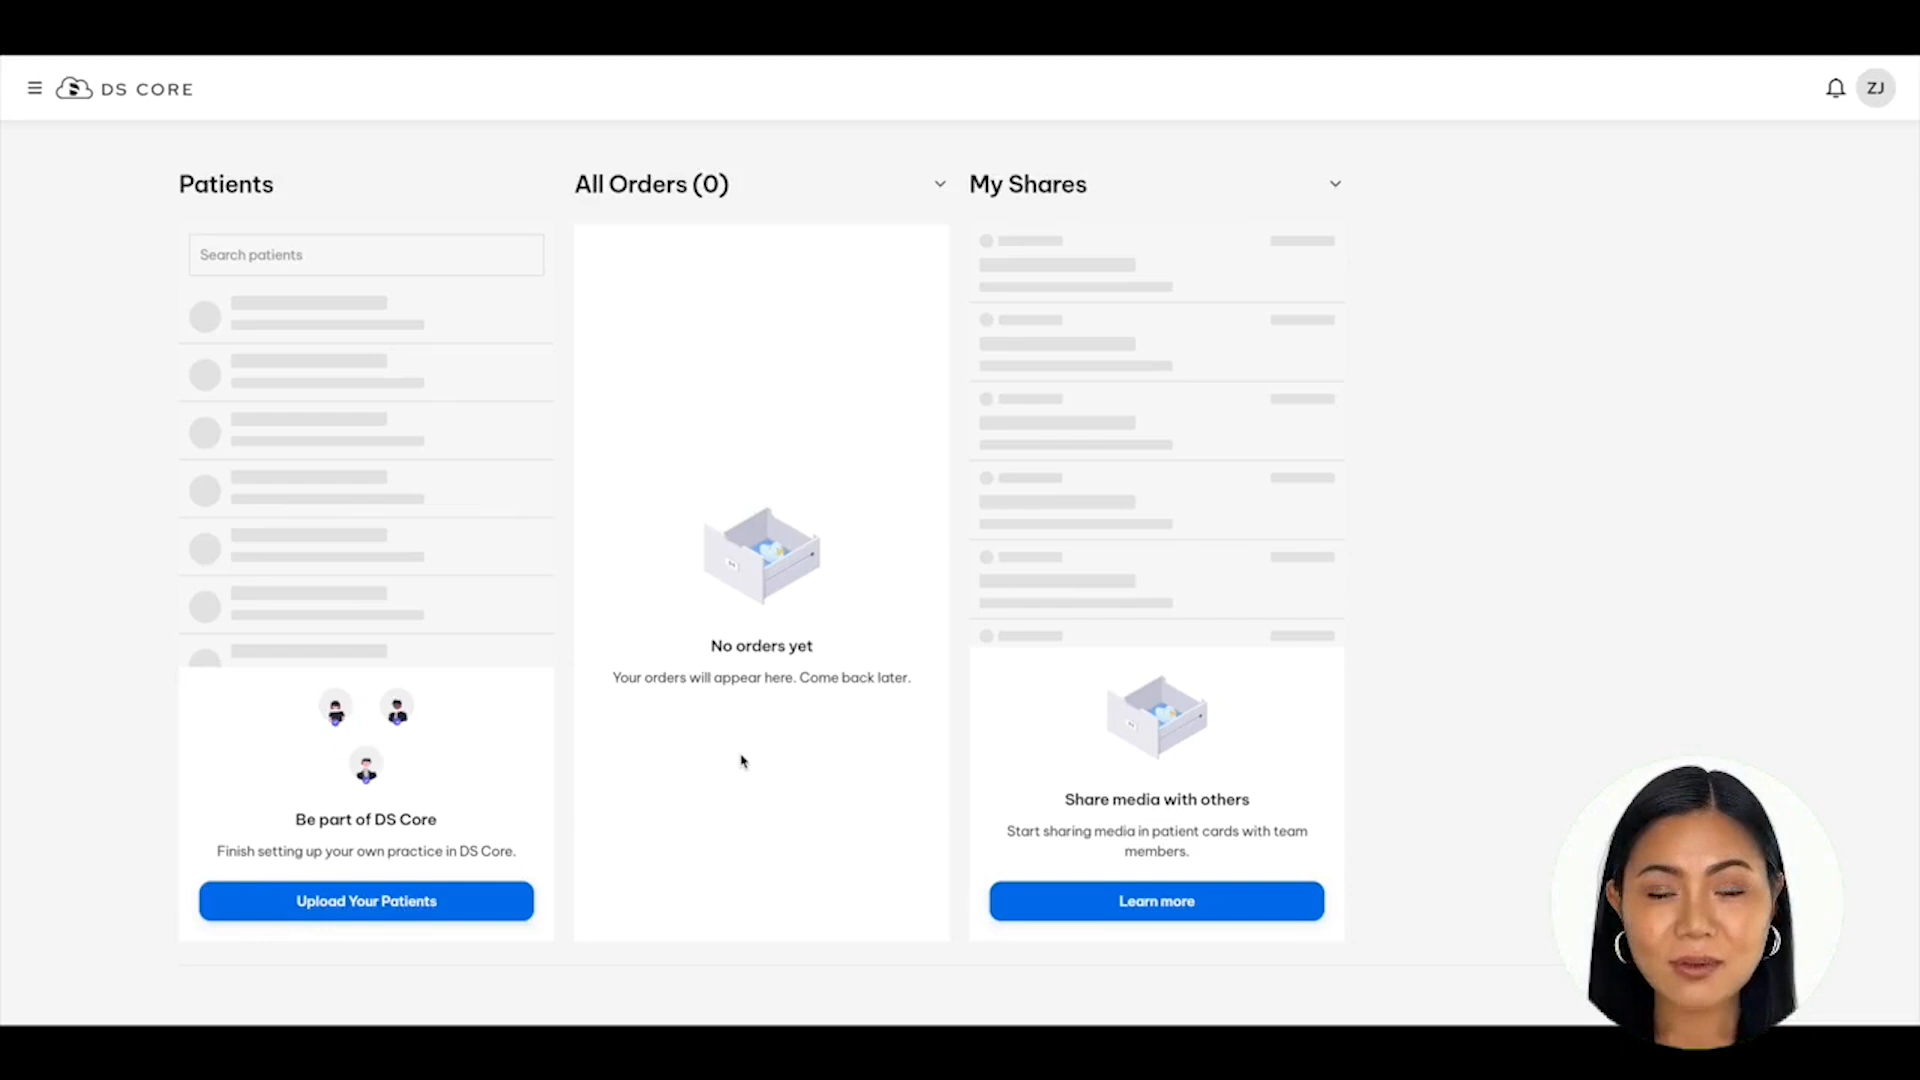 DS CORE
ZJ
Patients
Search patients
Be part of DS Core
Finish setting up your own practice in DS Core.
Upload Your Patients
All Orders (0)
No orders yet
Your orders will appear here. Come back later.
My Shares
Share media with others
Start sharing media in patient cards with team
members.
Learn more